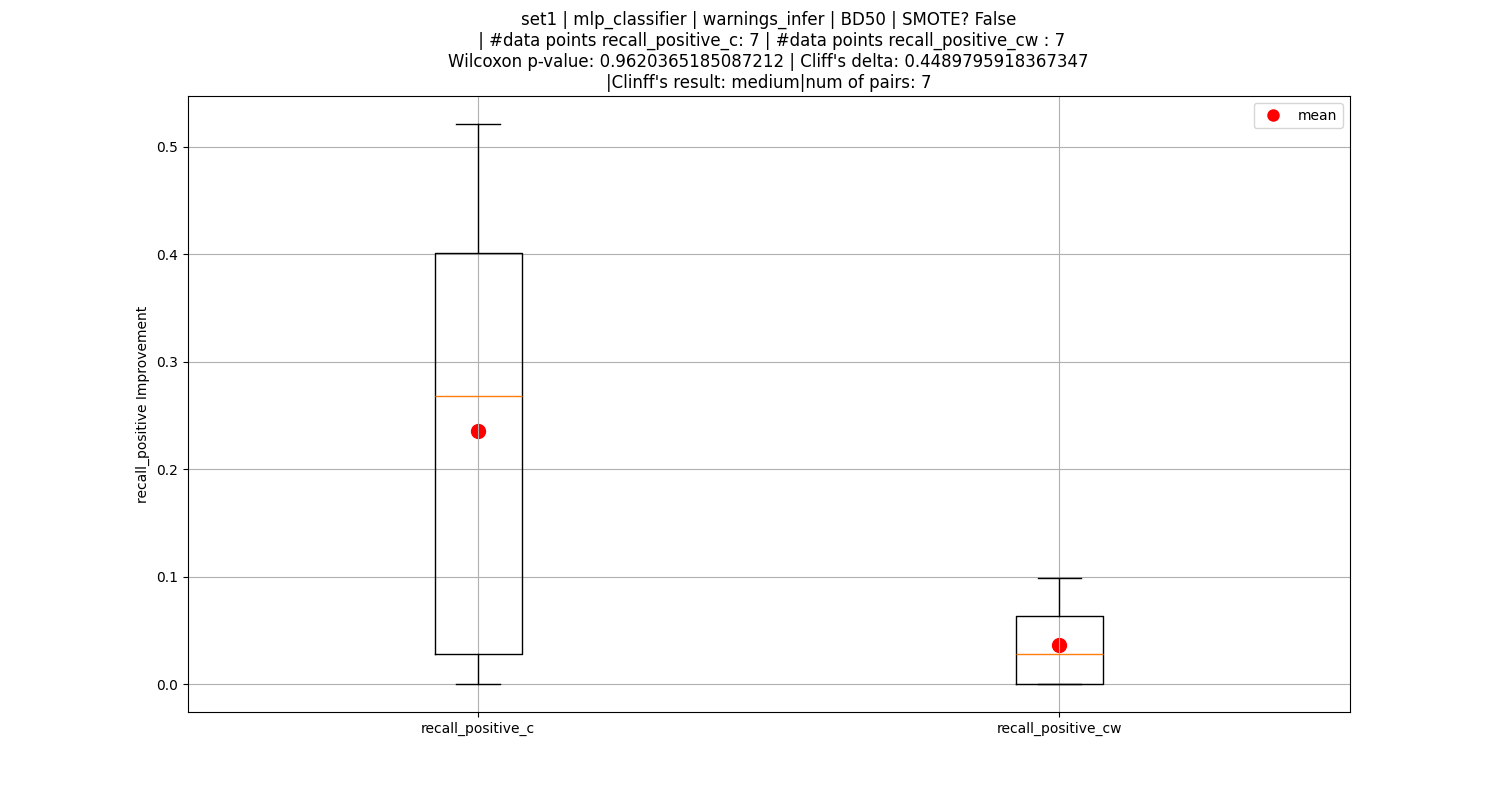 set1 | mlp_classifier | warnings_infer | BD50 | SMOTE? False
| #data points recall_positive_c: 7 | #data points recall_positive_cw : 7
Wilcoxon p-value: 0.9620365185087212 | Cliff's delta: 0.4489795918367347
|Clinff's result: medium|num of pairs: 7
mean
0.5
0.4
0.3
0.2
0.1
0.0
recall_positive Improvement
recall_positive_c
recall_positive_cw